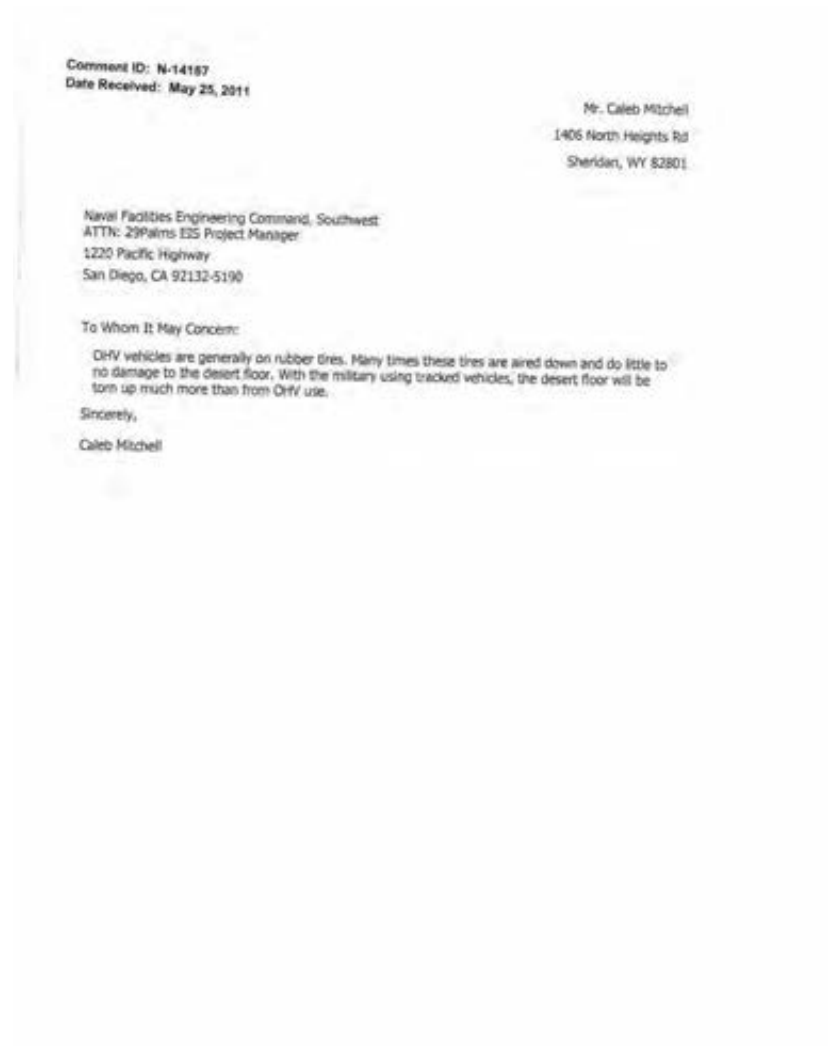 Comment ID: N-14187
Date Received: May 25, 2011
Mr. Caleb Mitchell
1406 North Heights Rd
Sheridan, WY 82801
Naval Facilities Engineering Command, Southwest
ATTN: 29Palms EIS Project Manager
1220 Pacific Highway
San Diego, CA 92132-5190
To Whom It May Concern:
OHV vehicles are generally on rubber tires. Many times these tires are aired down and do little to
no damage to the desert floor. With the military using tracked vehicles, the desert floor will be
torn up much more than from OHV use.
Sincerely,
Caleb Mitchell